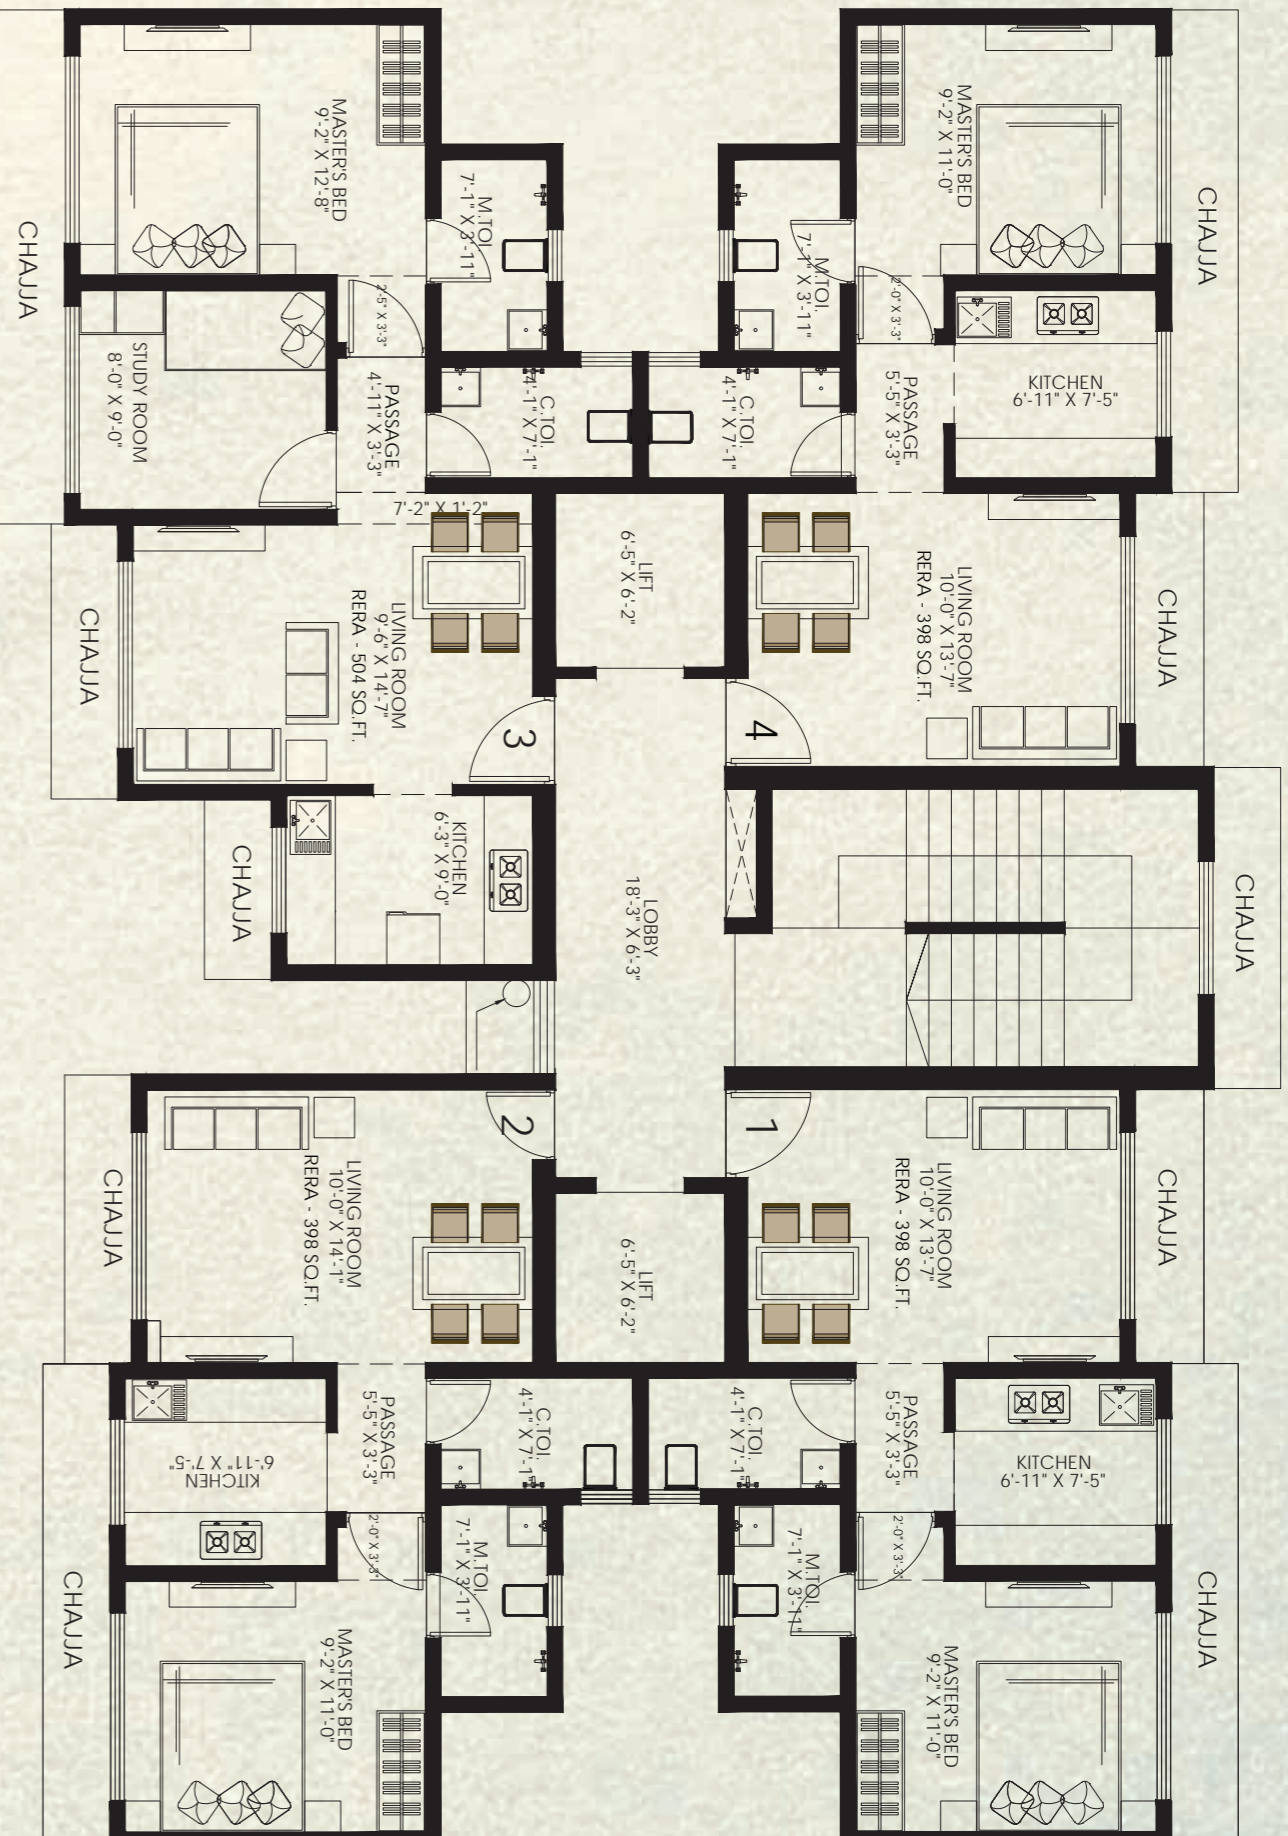 CHAJJA
MASTER'S BED
9'-2" X 12'-8"
M.TOI.
7'-1" X 3'-11"
M.TOI.
7'-1" X 3'-11"
MASTER'S BED
9'-2" X 11'-0"
CHAJJA
STUDY ROOM
8'-0" X 9'-0"
2'-5" X 3'-3"
PASSAGE
4'-11" X 3'-3"
C.TOI.
4'-1" X 7'-1"
C.TOI.
4'-1" X 7'-1"
2'-0" X 3'-3"
PASSAGE
5'-5" X 3'-3"
KITCHEN
6'-11" X 7'-5"
7'-2" X 1'-2"
CHAJJA
LIVING ROOM
9'-6" X 14'-7"
RERA - 504 SQ.FT.
LIFT
6'-5" X 6'-2"
LIVING ROOM
10'-0" X 13'-7"
RERA - 398 SQ.FT.
CHAJJA
3
4
CHAJJA
KITCHEN
6'-3" X 9'-0"
LOBBY
18'-3" X 6'-3"
CHAJJA
2
1
CHAJJA
LIVING ROOM
10'-0" X 14'-1"
RERA - 398 SQ.FT.
LIFT
6'-5" X 6'-2"
LIVING ROOM
10'-0" X 13'-7"
RERA - 398 SQ.FT.
CHAJJA
KITCHEN
6'-11" X 7'-5"
PASSAGE
5'-5" X 3'-3"
C.TOI.
4'-1" X 7'-1"
C.TOI.
4'-1" X 7'-1"
PASSAGE
5'-5" X 3'-3"
KITCHEN
6'-11" X 7'-5"
2'-0" X 3'-3"
M.TOI.
7'-1" X 3'-11"
M.TOI.
7'-1" X 3'-11"
2'-0" X 3'-3"
CHAJJA
MASTER'S BED
9'-2" X 11'-0"
MASTER'S BED
9'-2" X 11'-0"
CHAJJA